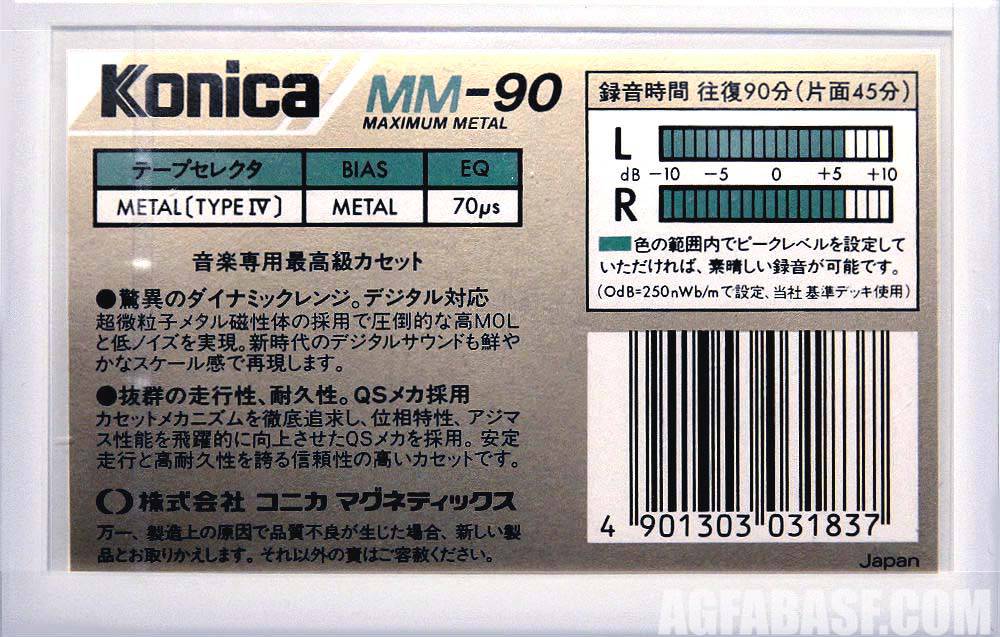 Konica MM-90
MAXIMUM METAL
テープセレクタ BIAS EQ
METAL(TYPE Ⅳ) METAL 70μs
音楽専用最高級カセット
●驚異のダイナミックレンジ。デジタル対応
超微粒子メタル磁性体の採用で圧倒的な高MOL
と低ノイズを実現。新時代のデジタルサウンドも鮮や
かなスケール感で再現します。
●抜群の走行性、耐久性。QSメカ採用
カセットメカニズムを徹底追求し、位相特性、アジマ
ス性能を飛躍的に向上させたQSメカを採用。安定
走行と高耐久性を誇る信頼性の高いカセットです。
株式会社 コニカ マグネティックス
万一、製造上の原因で品質不良が生じた場合、新しい製
品とお取りかえします。それ以外の責はご容赦ください。
録音時間 往復90分(片面45分)
L
dB -10 -5 0 +5 +10
R
色の範囲内でピークレベルを設定して
いただければ、素晴しい録音が可能です。
(0dB=250nWb/mで設定、当社 基準デッキ使用)
4 901303 031837
Japan
AGFABASF.COM